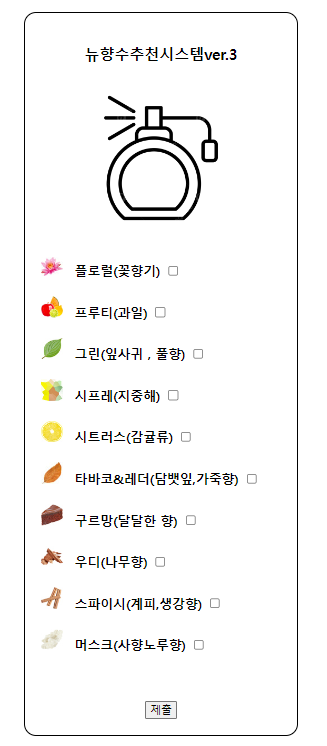 뉴향수추천시스템ver.3
플로럴(꽃향기)
프루티(과일)
그린(잎사귀 , 풀향)
시프레(지중해)
시트러스(감귤류)
타바코&레더(담뱃잎,가죽향)
구르망(달달한 향)
우디(나무향)
스파이시(계피,생강향)
머스크(사향노루향)
제출